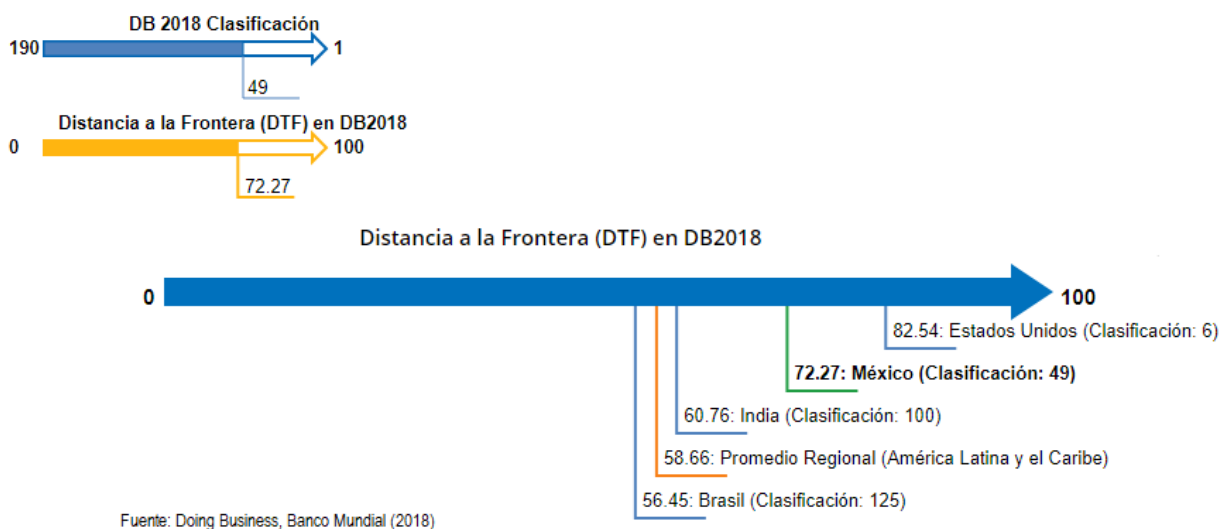 DB 2018 Clasificación
190
1
49
Distancia a la Frontera (DTF) en DB2018
0
100
72.27
Distancia a la Frontera (DTF) en DB2018
0
100
82.54: Estados Unidos (Clasificación: 6)
72.27: México (Clasificación: 49)
60.76: India (Clasificación: 100)
58.66: Promedio Regional (América Latina y el Caribe)
56.45: Brasil (Clasificación: 125)
Fuente: Doing Business, Banco Mundial (2018)